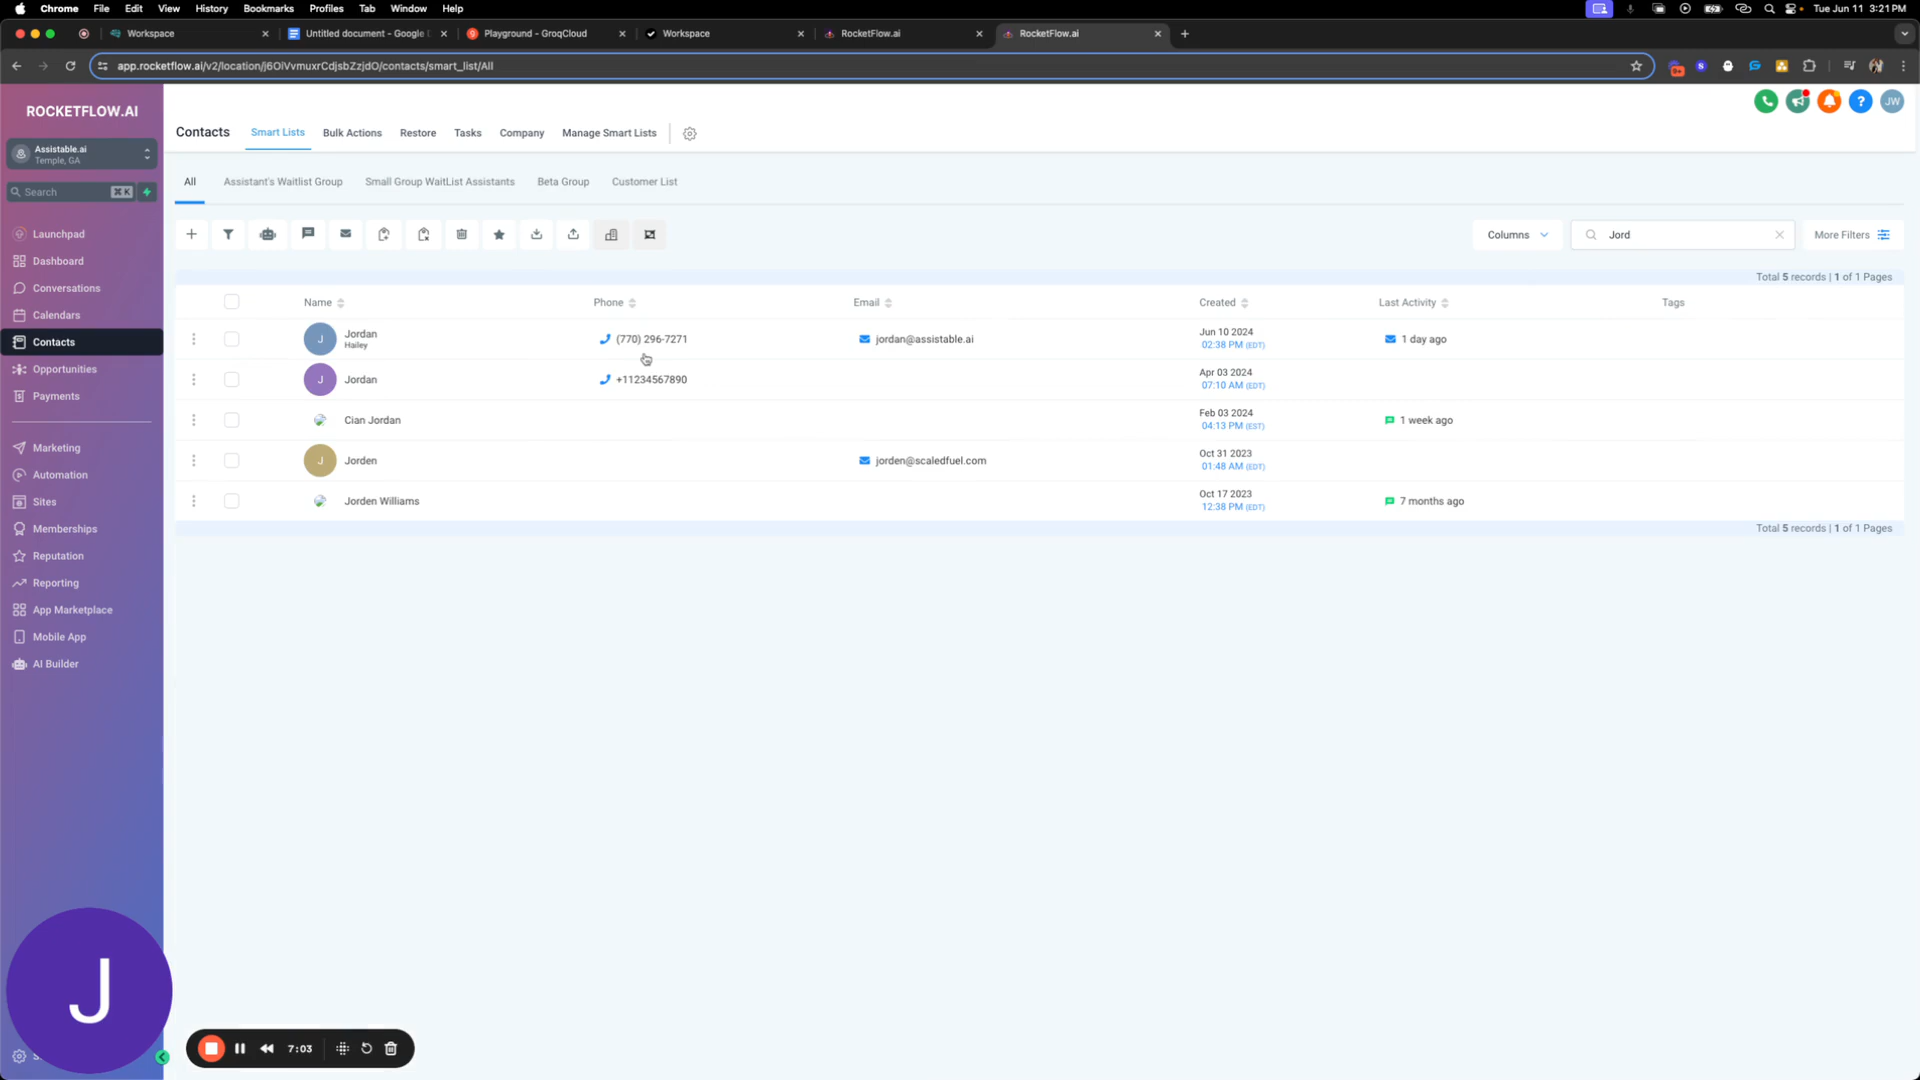 Chrome File Edit View History Bookmarks Profiles Tab Window Help Tue Jun 11 3:21 PM
Workspace Untitled document - Google Playground - GroqCloud Workspace RocketFlow.ai RocketFlow.ai
app.rocketflow.ai/v2/location/j6OiVvmuxrCdjsbZzjdO/contacts/smart_list/All
9+
ROCKETFLOW.AI
Assistable.ai
Temple, GA
Search ⌘K
Launchpad
Dashboard
Conversations
Calendars
Contacts
Opportunities
Payments
Marketing
Automation
Sites
Memberships
Reputation
Reporting
App Marketplace
Mobile App
AI Builder
JW
Contacts Smart Lists Bulk Actions Restore Tasks Company Manage Smart Lists
All Assistant's Waitlist Group Small Group WaitList Assistants Beta Group Customer List
Columns Jord More Filters
Total 5 records | 1 of 1 Pages
Name Phone Email Created Last Activity Tags
J Jordan Hailey (770) 296-7271 jordan@assistable.ai Jun 10 2024 02:38 PM (EDT) 1 day ago
J Jordan +11234567890 Apr 03 2024 07:10 AM (EDT)
Cian Jordan Feb 03 2024 04:13 PM (EST) 1 week ago
J Jorden jorden@scaledfuel.com Oct 31 2023 01:48 AM (EDT)
Jorden Williams Oct 17 2023 12:38 PM (EDT) 7 months ago
Total 5 records | 1 of 1 Pages
J
7:03